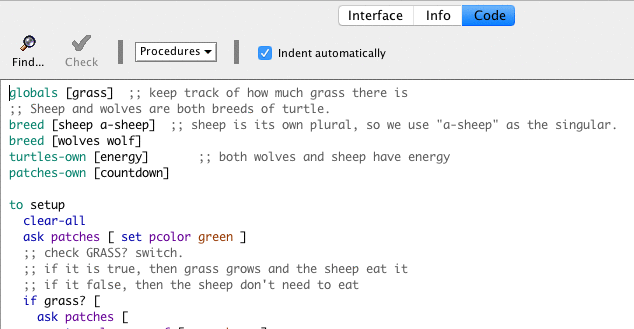 Interface Info Code
Find... Check Procedures Indent automatically
globals [grass]  ;; keep track of how much grass there is
;; Sheep and wolves are both breeds of turtle.
breed [sheep a-sheep]  ;; sheep is its own plural, so we use "a-sheep" as the singular.
breed [wolves wolf]
turtles-own [energy]       ;; both wolves and sheep have energy
patches-own [countdown]
to setup
  clear-all
  ask patches [ set pcolor green ]
  ;; check GRASS? switch.
  ;; if it is true, then grass grows and the sheep eat it
  ;; if it false, then the sheep don't need to eat
  if grass? [
    ask patches [